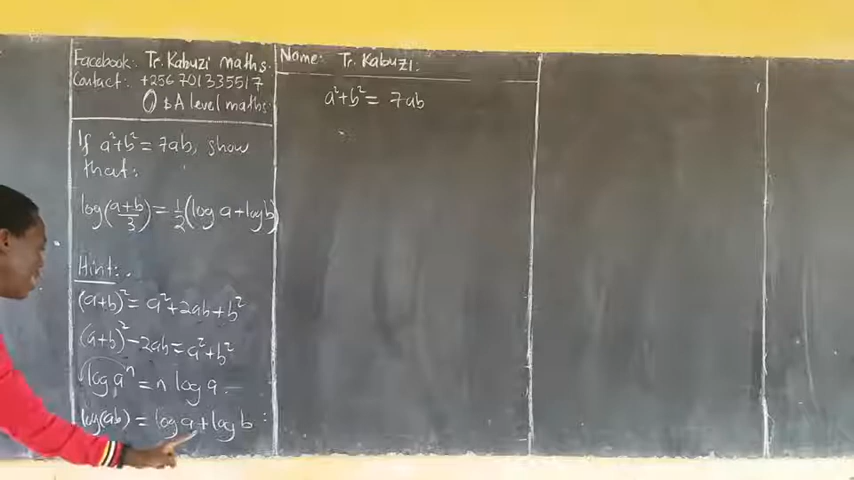 Facebook: Tr. Kabuzi maths.
Contact: +256 701335517
O & A level maths.
If a²+b² = 7ab, show
that:
log(a+b/3) = 1/2(log a + log b)
Hint:.
(a+b)² = a²+2ab+b²
(a+b)²-2ab = a²+b²
log aⁿ = n log a.
log(ab) = log a + log b
Name: Tr. Kabuzi.
a²+b² = 7ab